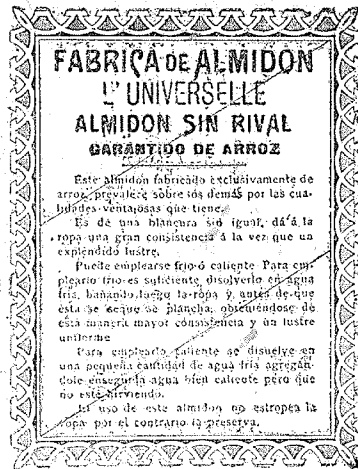 FABRICA DE ALMIDON
L' UNIVERSELLE
ALMIDON SIN RIVAL
GARANTIDO DE ARROZ
Este almidon fabricado exclusivamente de
arroz, prevalere sobre los demás por las cua-
lidades ventajosas que tiene.
Es de una blancura sin igual, dá á la
ropa una gran consistencia á la vez que un
expléndido lustre.
Puede emplearse frio ó caliente. Para em-
plearlo frio es suficiente disolverlo en agua
fria, bañando luego la ropa y antes de que
ésta se seque se plancha, obteniéndose de
esta manera mayor consistencia y un lustre
uniforme
Para emplearlo caliente se disuelve en
una pequeña cantidad de agua fria agregán-
dole enseguida agua bien caliente pero que
no esté hirviendo.
El uso de este almidon no estropea la
ropa por el contrario la preserva.